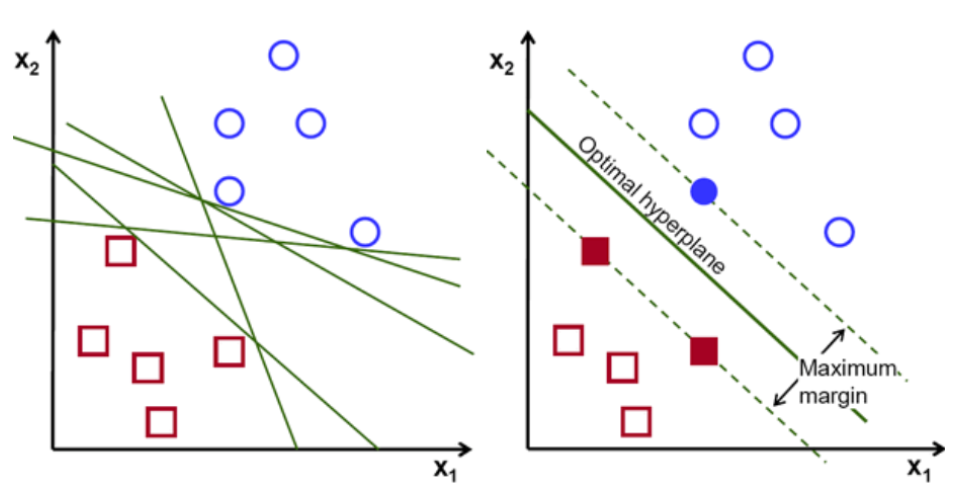 x2
x1
x2
Optimal hyperplane
Maximum
margin
x1